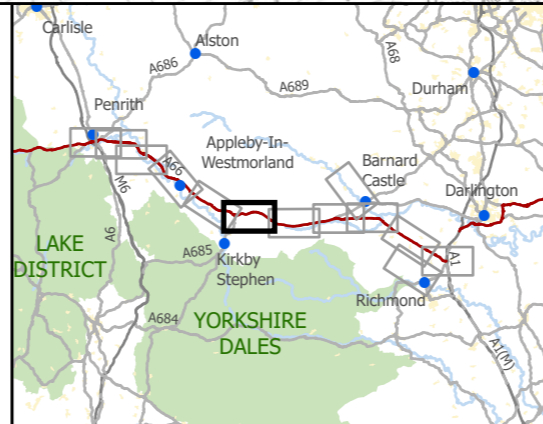 Carlisle
Alston
A686
A689
A68
Durham
Penrith
Appleby-In-
Westmorland
A66
Barnard
Castle
Darlington
M6
A6
LAKE
DISTRICT
A685
Kirkby
Stephen
A1
Richmond
A684
YORKSHIRE
DALES
A1(M)